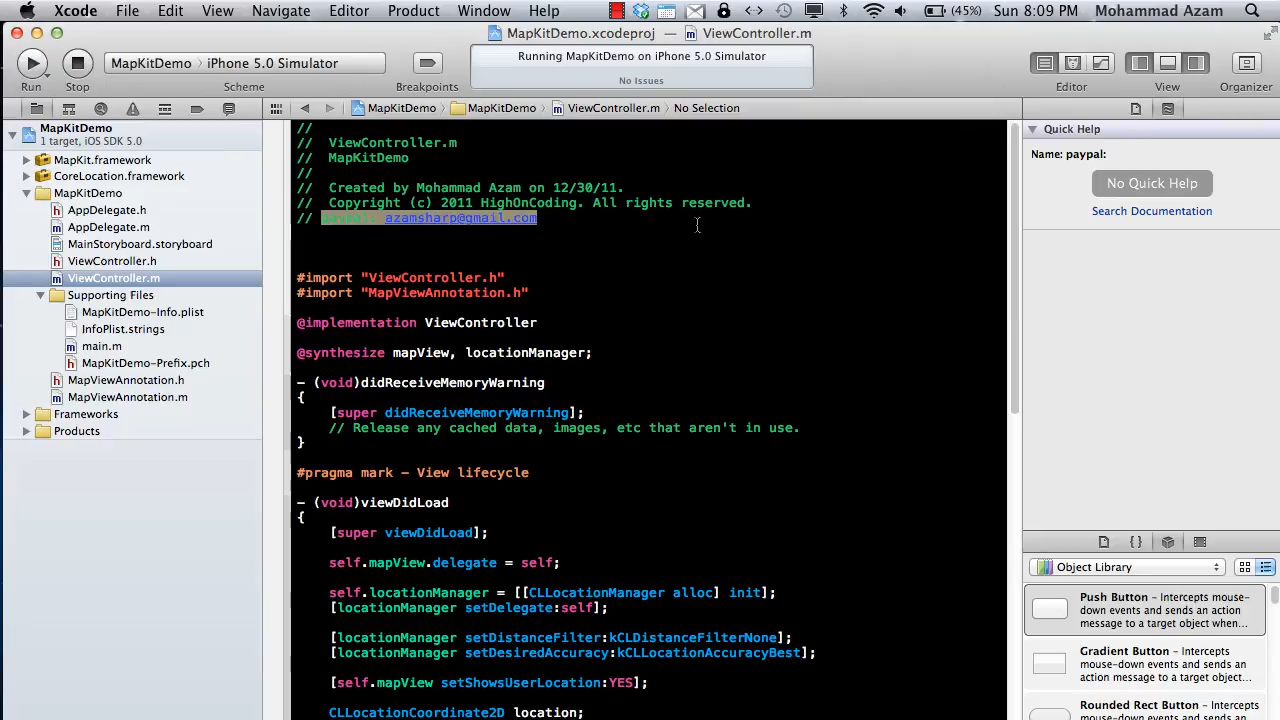 Xcode File Edit View Navigate Editor Product Window Help (45%) Sun 8:09 PM Mohammad Azam
MapKitDemo.xcodeproj — ViewController.m
MapKitDemo › iPhone 5.0 Simulator
Running MapKitDemo on iPhone 5.0 Simulator
No Issues
Run Stop Scheme Breakpoints Editor View Organizer
MapKitDemo › MapKitDemo › ViewController.m › No Selection
MapKitDemo
1 target, iOS SDK 5.0
MapKit.framework
CoreLocation.framework
MapKitDemo
AppDelegate.h
AppDelegate.m
MainStoryboard.storyboard
ViewController.h
ViewController.m
Supporting Files
MapKitDemo-Info.plist
InfoPlist.strings
main.m
MapKitDemo-Prefix.pch
MapViewAnnotation.h
MapViewAnnotation.m
Frameworks
Products
//
//  ViewController.m
//  MapKitDemo
//
//  Created by Mohammad Azam on 12/30/11.
//  Copyright (c) 2011 HighOnCoding. All rights reserved.
// paypal: azamsharp@gmail.com
#import "ViewController.h"
#import "MapViewAnnotation.h"
@implementation ViewController
@synthesize mapView, locationManager;
- (void)didReceiveMemoryWarning
{
[super didReceiveMemoryWarning];
// Release any cached data, images, etc that aren't in use.
}
#pragma mark - View lifecycle
- (void)viewDidLoad
{
[super viewDidLoad];
self.mapView.delegate = self;
self.locationManager = [[CLLocationManager alloc] init];
[locationManager setDelegate:self];
[locationManager setDistanceFilter:kCLDistanceFilterNone];
[locationManager setDesiredAccuracy:kCLLocationAccuracyBest];
[self.mapView setShowsUserLocation:YES];
CLLocationCoordinate2D location;
Quick Help
Name: paypal:
No Quick Help
Search Documentation
Object Library
Push Button - Intercepts mouse-
down events and sends an action
message to a target object when...
Gradient Button - Intercepts
mouse-down events and sends an
action message to a target object...
Rounded Rect Button - Intercepts